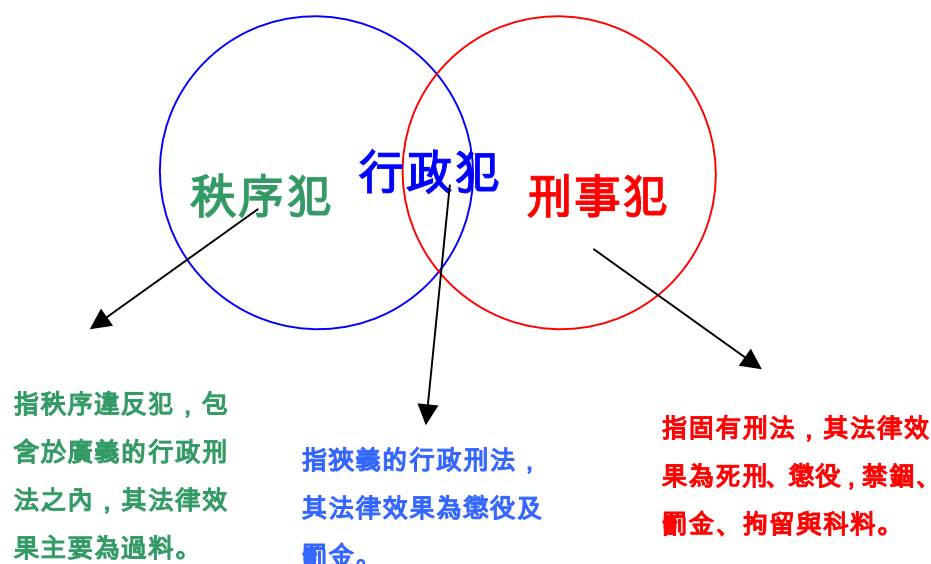 秩序犯
行政犯
刑事犯
指秩序違反犯，包
含於廣義的行政刑
法之內，其法律效
果主要為過料。
指狹義的行政刑法，
其法律效果為懲役及
罰金。
指固有刑法，其法律效
果為死刑、懲役，禁錮、
罰金、拘留與科料。